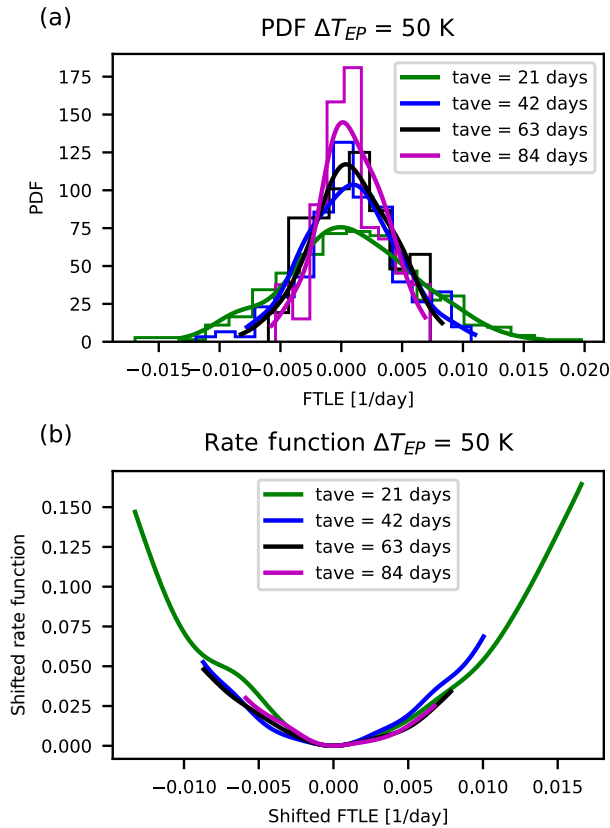 (a)
PDF ΔT_EP = 50 K
175
150
125
100
75
50
25
0
PDF
tave = 21 days
tave = 42 days
tave = 63 days
tave = 84 days
−0.015 −0.010 −0.005 0.000 0.005 0.010 0.015 0.020
FTLE [1/day]
(b)
Rate function ΔT_EP = 50 K
0.150
0.125
0.100
0.075
0.050
0.025
0.000
Shifted rate function
tave = 21 days
tave = 42 days
tave = 63 days
tave = 84 days
−0.010 −0.005 0.000 0.005 0.010 0.015
Shifted FTLE [1/day]